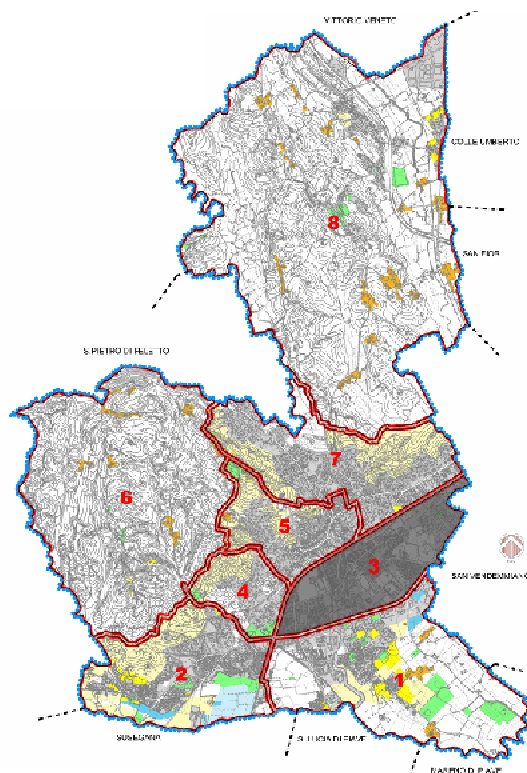 VITTORIO VENETO
COLLE UMBERTO
8
SAN FIOR
S. PIETRO DI FELETTO
7
6
5
3
4
SAN VENDEMIANO
2
1
SUSEGANA
S. LUCIA DI PIAVE
MARENO DI PIAVE